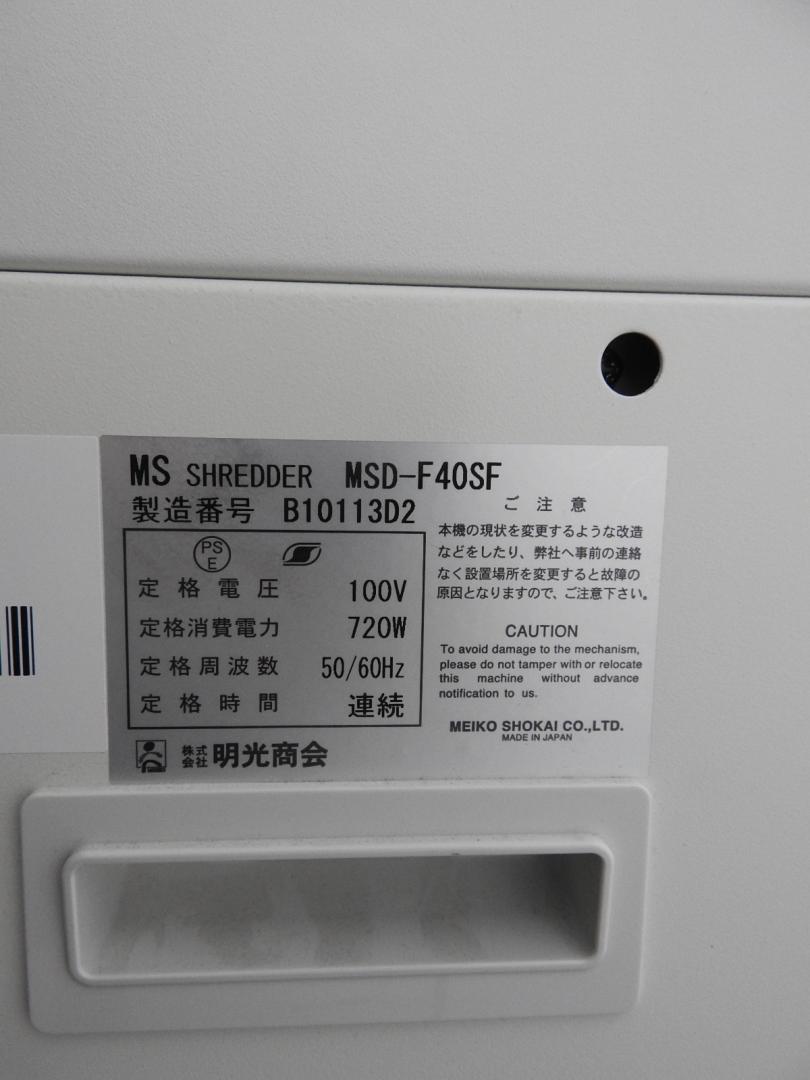 MS SHREDDER MSD-F40SF
製造番号 B10113D2
PS
E
定格電圧 100V
定格消費電力 720W
定格周波数 50/60Hz
定格時間 連続
株式
会社 明光商会
ご注意
本機の現状を変更するような改造
などをしたり、弊社へ事前の連絡
なく設置場所を変更すると故障の
原因となりますので、ご注意下さい。
CAUTION
To avoid damage to the mechanism,
please do not tamper with or relocate
this machine without advance
notification to us.
MEIKO SHOKAI CO.,LTD.
MADE IN JAPAN